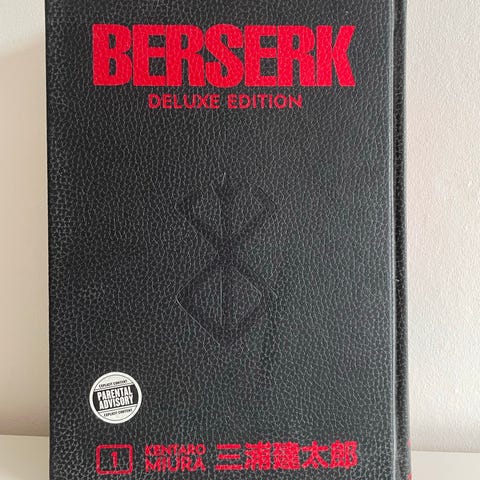 BERSERK
DELUXE EDITION
EXPLICIT CONTENT
PARENTAL
ADVISORY
EXPLICIT CONTENT
1
KENTARO
MIURA 三浦建太郎